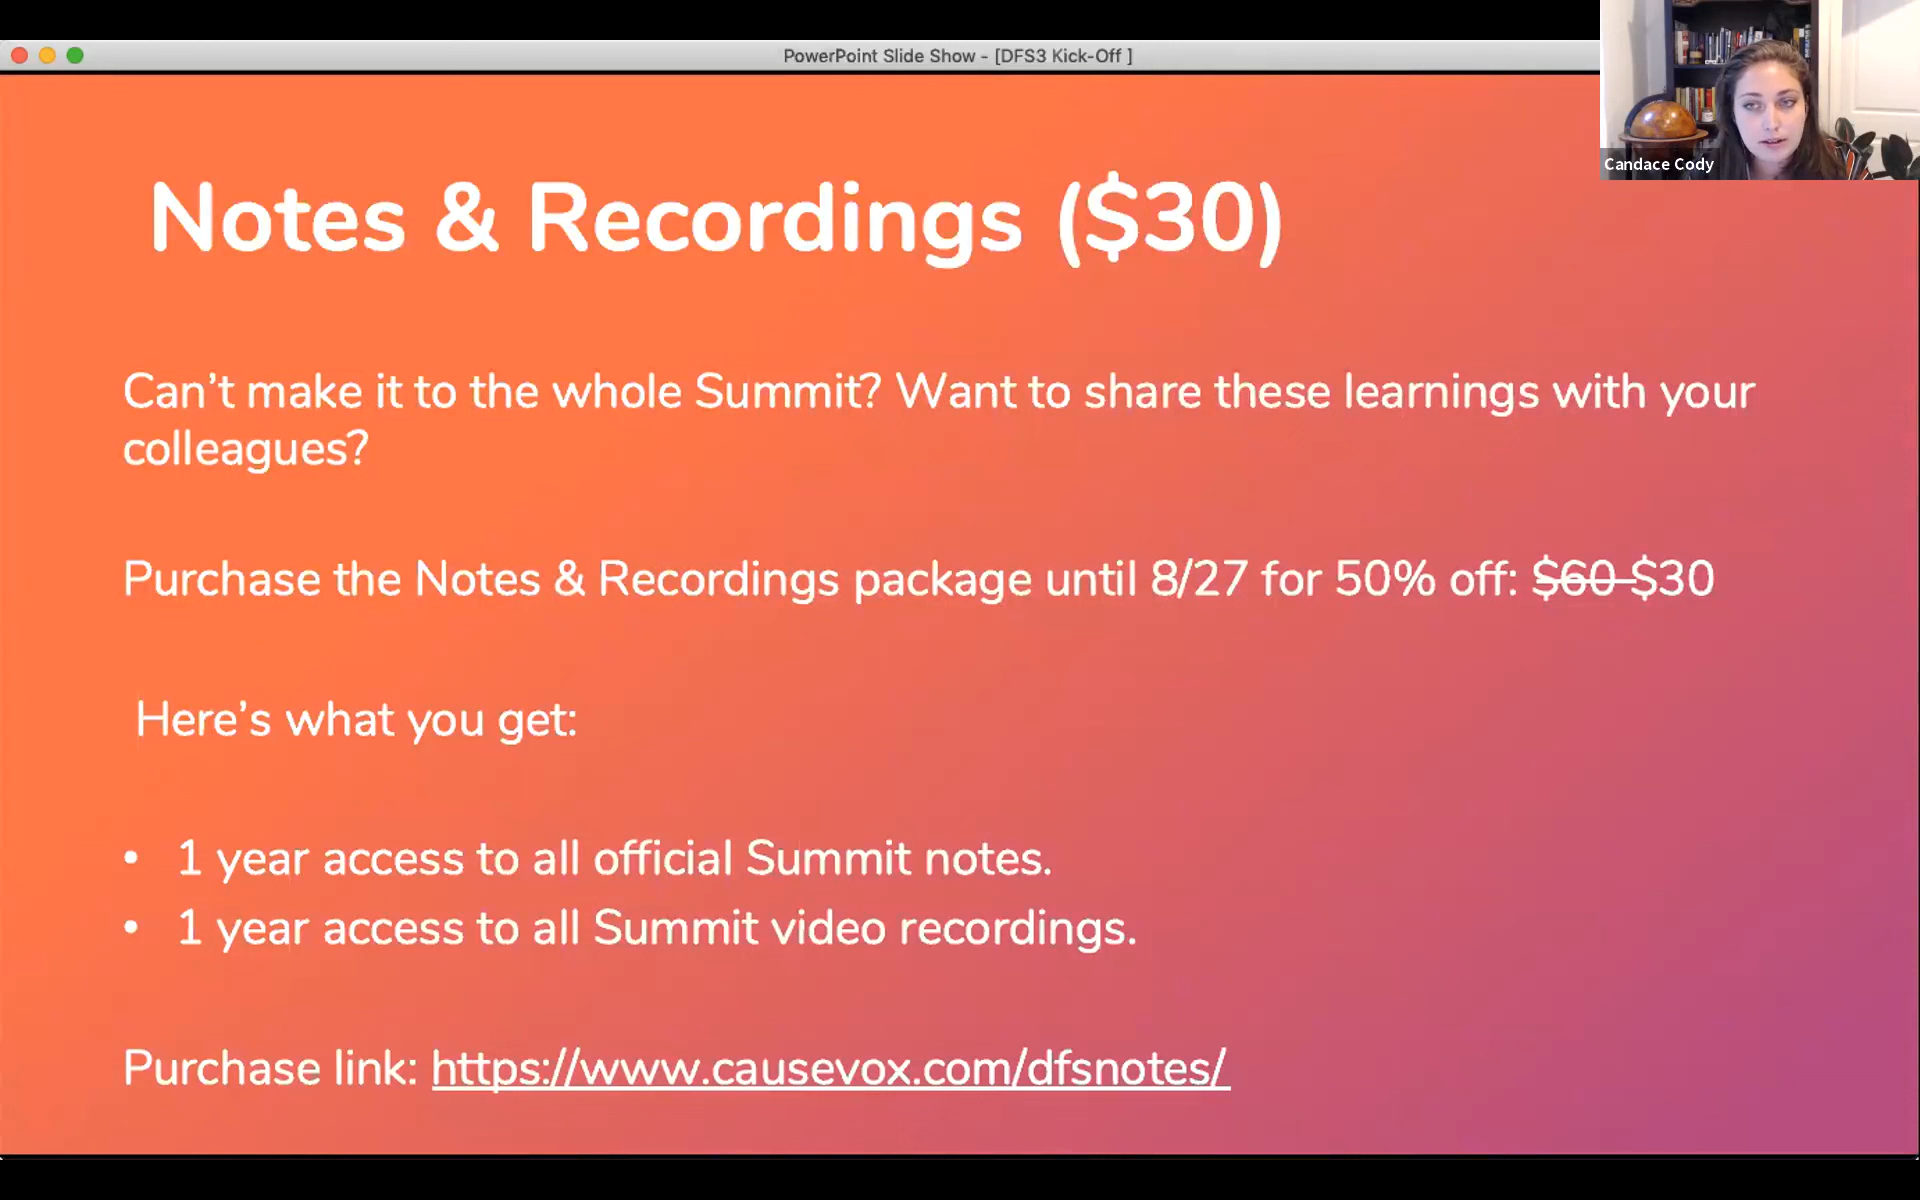 PowerPoint Slide Show - [DFS3 Kick-Off ]
Candace Cody
Notes & Recordings ($30)
Can’t make it to the whole Summit? Want to share these learnings with your
colleagues?
Purchase the Notes & Recordings package until 8/27 for 50% off: $60 $30
Here’s what you get:
• 1 year access to all official Summit notes.
• 1 year access to all Summit video recordings.
Purchase link: https://www.causevox.com/dfsnotes/